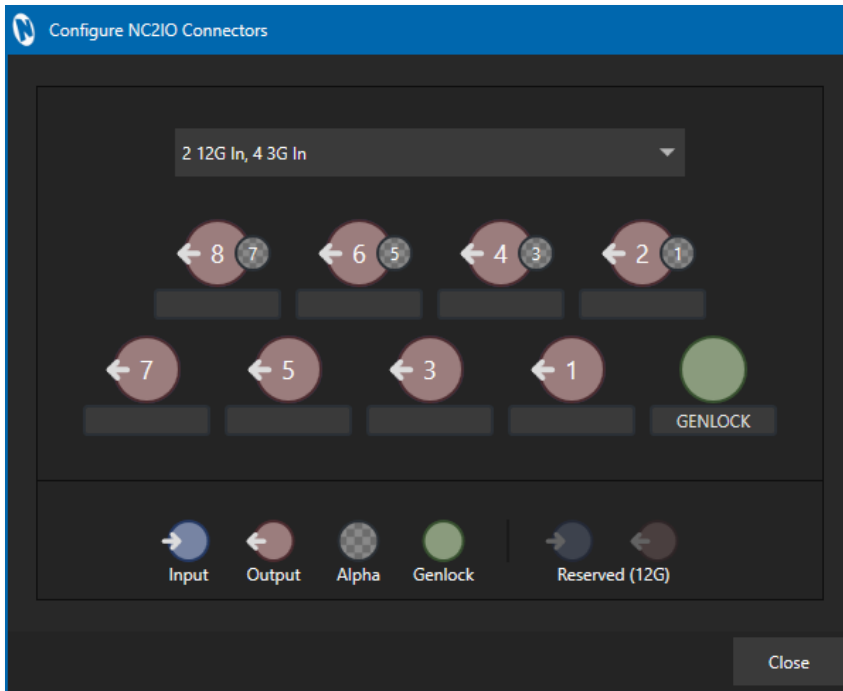 Configure NC2IO Connectors
2 12G In, 4 3G In
8 7 6 5 4 3 2 1
7 5 3 1
GENLOCK
Input Output Alpha Genlock Reserved (12G)
Close